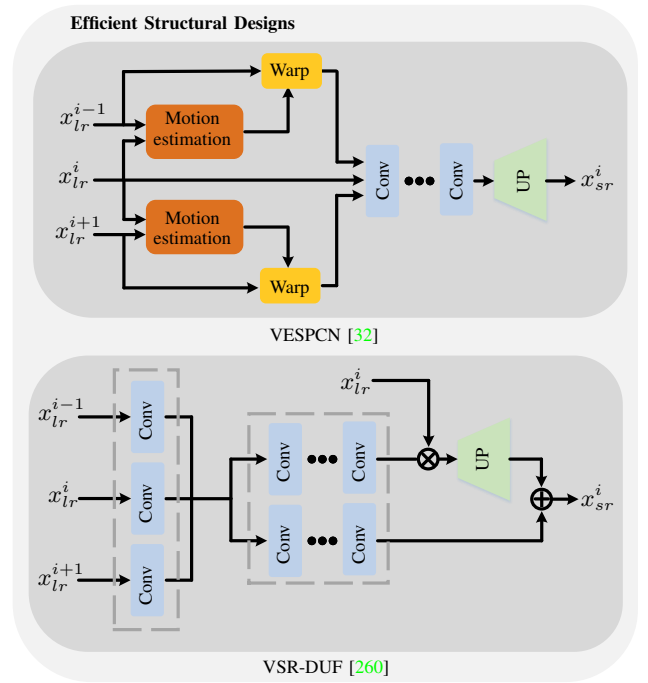 Efficient Structural Designs
Warp
x_{lr}^{i-1}
Motion
estimation
x_{lr}^{i}
Conv
Conv
UP
x_{sr}^{i}
x_{lr}^{i+1}
Motion
estimation
Warp
VESPCN [32]
x_{lr}^{i}
x_{lr}^{i-1}
Conv
Conv
Conv
UP
x_{lr}^{i}
Conv
x_{sr}^{i}
Conv
Conv
x_{lr}^{i+1}
Conv
VSR-DUF [260]